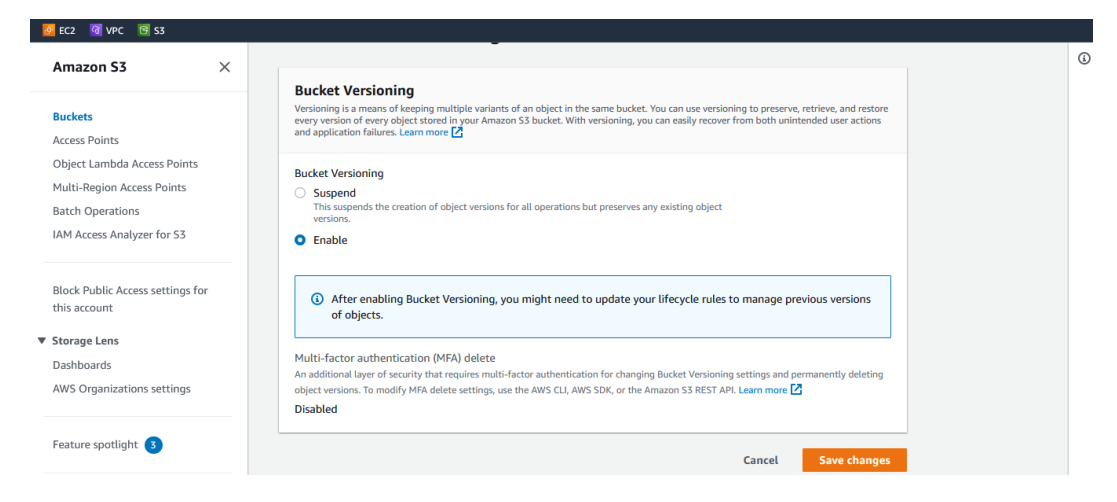 EC2 VPC S3
Amazon S3
Buckets
Access Points
Object Lambda Access Points
Multi-Region Access Points
Batch Operations
IAM Access Analyzer for S3
Block Public Access settings for
this account
Storage Lens
Dashboards
AWS Organizations settings
Feature spotlight 3
Bucket Versioning
Versioning is a means of keeping multiple variants of an object in the same bucket. You can use versioning to preserve, retrieve, and restore
every version of every object stored in your Amazon S3 bucket. With versioning, you can easily recover from both unintended user actions
and application failures. Learn more
Bucket Versioning
Suspend
This suspends the creation of object versions for all operations but preserves any existing object
versions.
Enable
After enabling Bucket Versioning, you might need to update your lifecycle rules to manage previous versions
of objects.
Multi-factor authentication (MFA) delete
An additional layer of security that requires multi-factor authentication for changing Bucket Versioning settings and permanently deleting
object versions. To modify MFA delete settings, use the AWS CLI, AWS SDK, or the Amazon S3 REST API. Learn more
Disabled
Cancel Save changes